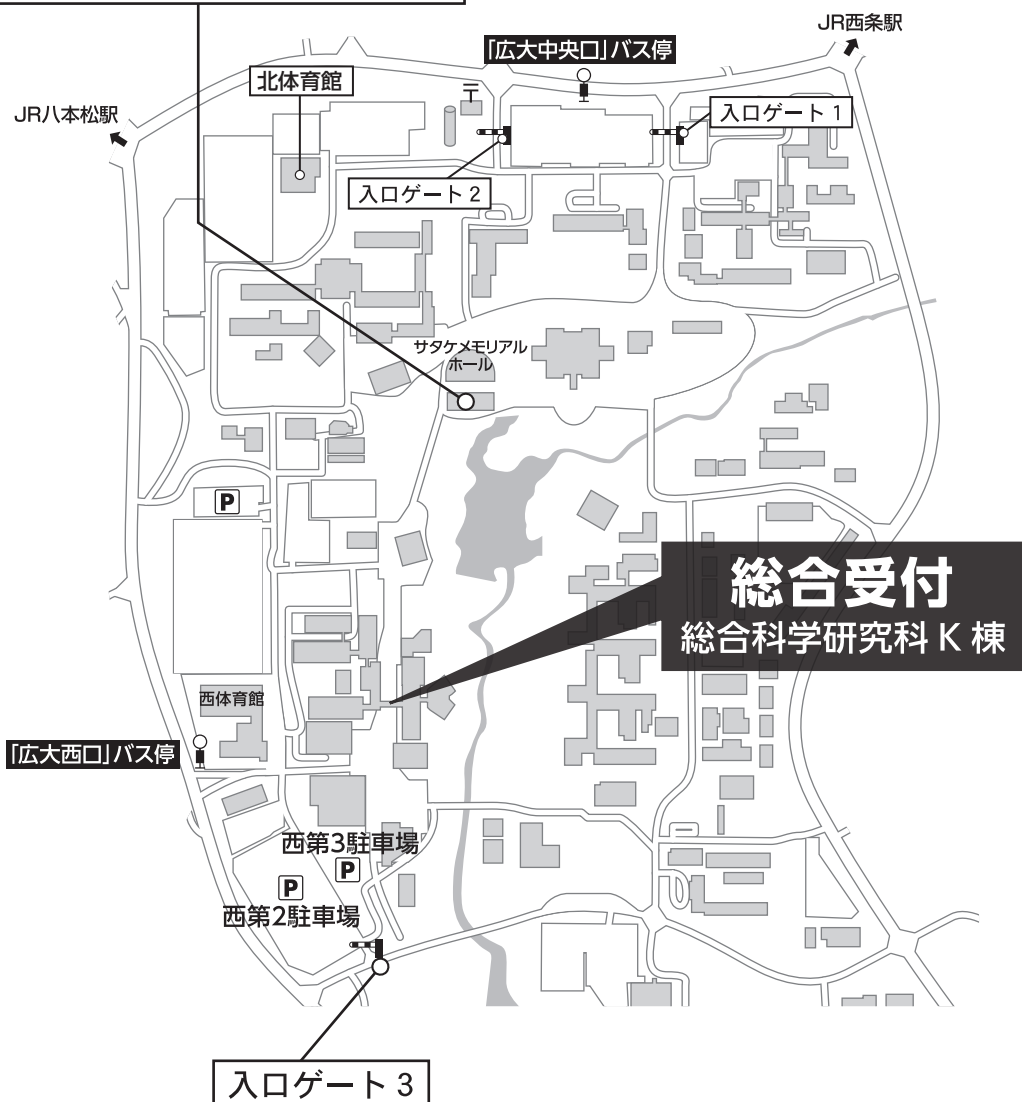 JR西条駅
「広大中央口」バス停
北体育館
〒
JR八本松駅
入口ゲート 1
入口ゲート 2
サタケメモリアル
ホール
P
総合受付
総合科学研究科 K 棟
西体育館
「広大西口」バス停
西第3駐車場
P
P
西第2駐車場
入口ゲート 3